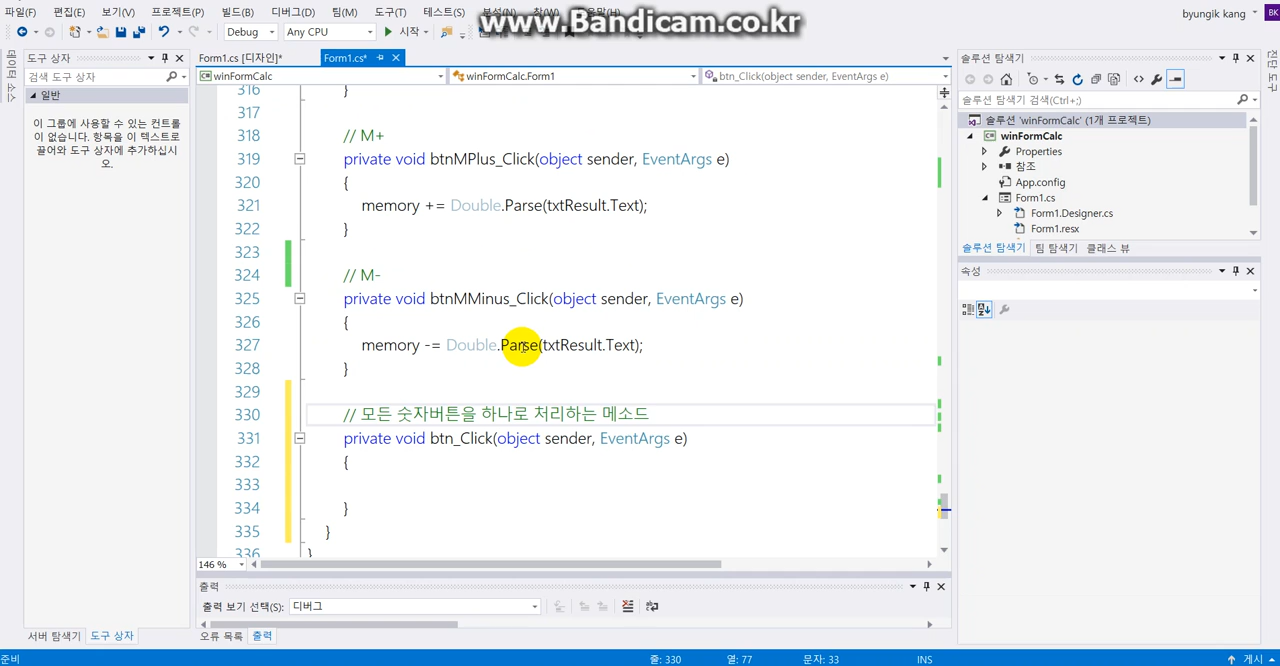 파일(F) 편집(E) 보기(V) 프로젝트(P) 빌드(B) 디버그(D) 팀(M) 도구(T) 테스트(S)
www.Bandicam.co.kr
byungik kang
BK
Debug Any CPU 시작
데이터 소스
도구 상자
검색 도구 상자
일반
이 그룹에 사용할 수 있는 컨트롤
이 없습니다. 항목을 이 텍스트로
끌어와 도구 상자에 추가하십시
오.
서버 탐색기 도구 상자
Form1.cs [디자인]* Form1.cs*
winFormCalc winFormCalc.Form1 btn_Click(object sender, EventArgs e)
316 }
317
318 // M+
319 private void btnMPlus_Click(object sender, EventArgs e)
320 {
321 memory += Double.Parse(txtResult.Text);
322 }
323
324 // M-
325 private void btnMMinus_Click(object sender, EventArgs e)
326 {
327 memory -= Double.Parse(txtResult.Text);
328 }
329
330 // 모든 숫자버튼을 하나로 처리하는 메소드
331 private void btn_Click(object sender, EventArgs e)
332 {
333
334 }
335 }
336 }
146 %
출력
출력 보기 선택(S): 디버그
오류 목록 출력
솔루션 탐색기
솔루션 탐색기 검색(Ctrl+;)
솔루션 'winFormCalc' (1개 프로젝트)
winFormCalc
Properties
참조
App.config
Form1.cs
Form1.Designer.cs
Form1.resx
솔루션 탐색기 팀 탐색기 클래스 뷰
속성
진단 도구
준비 줄: 330 열: 77 문자: 33 INS 게시